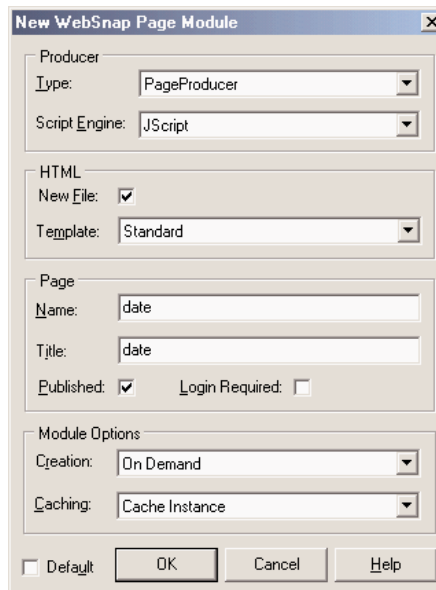 New WebSnap Page Module
Producer
Type: PageProducer
Script Engine: JScript
HTML
New File:
Template: Standard
Page
Name: date
Title: date
Published: Login Required:
Module Options
Creation: On Demand
Caching: Cache Instance
Default OK Cancel Help